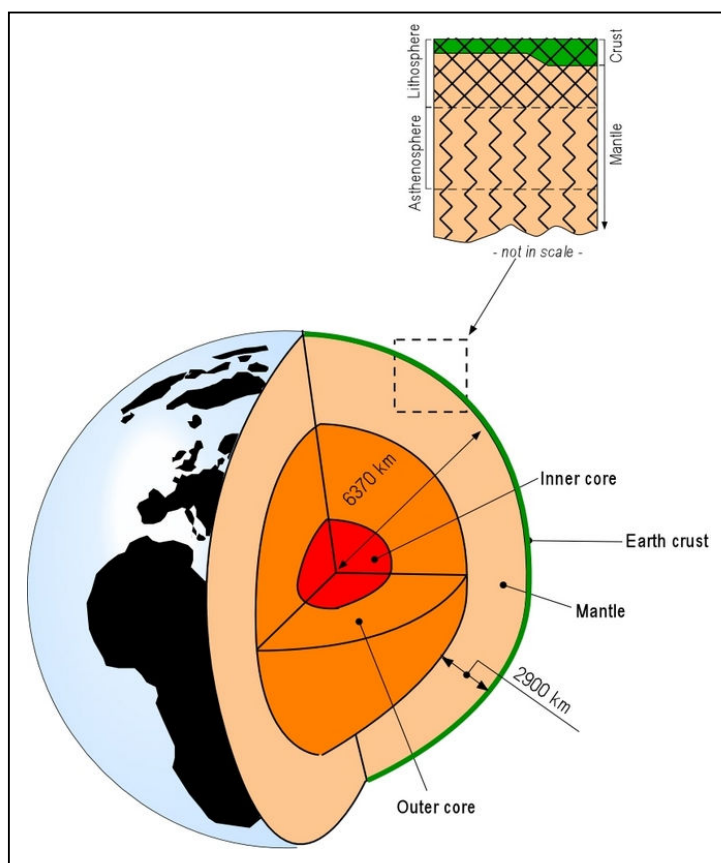 Lithosphere
Asthenosphere
Crust
Mantle
- not in scale -
6370 km
Inner core
Earth crust
Mantle
2900 km
Outer core